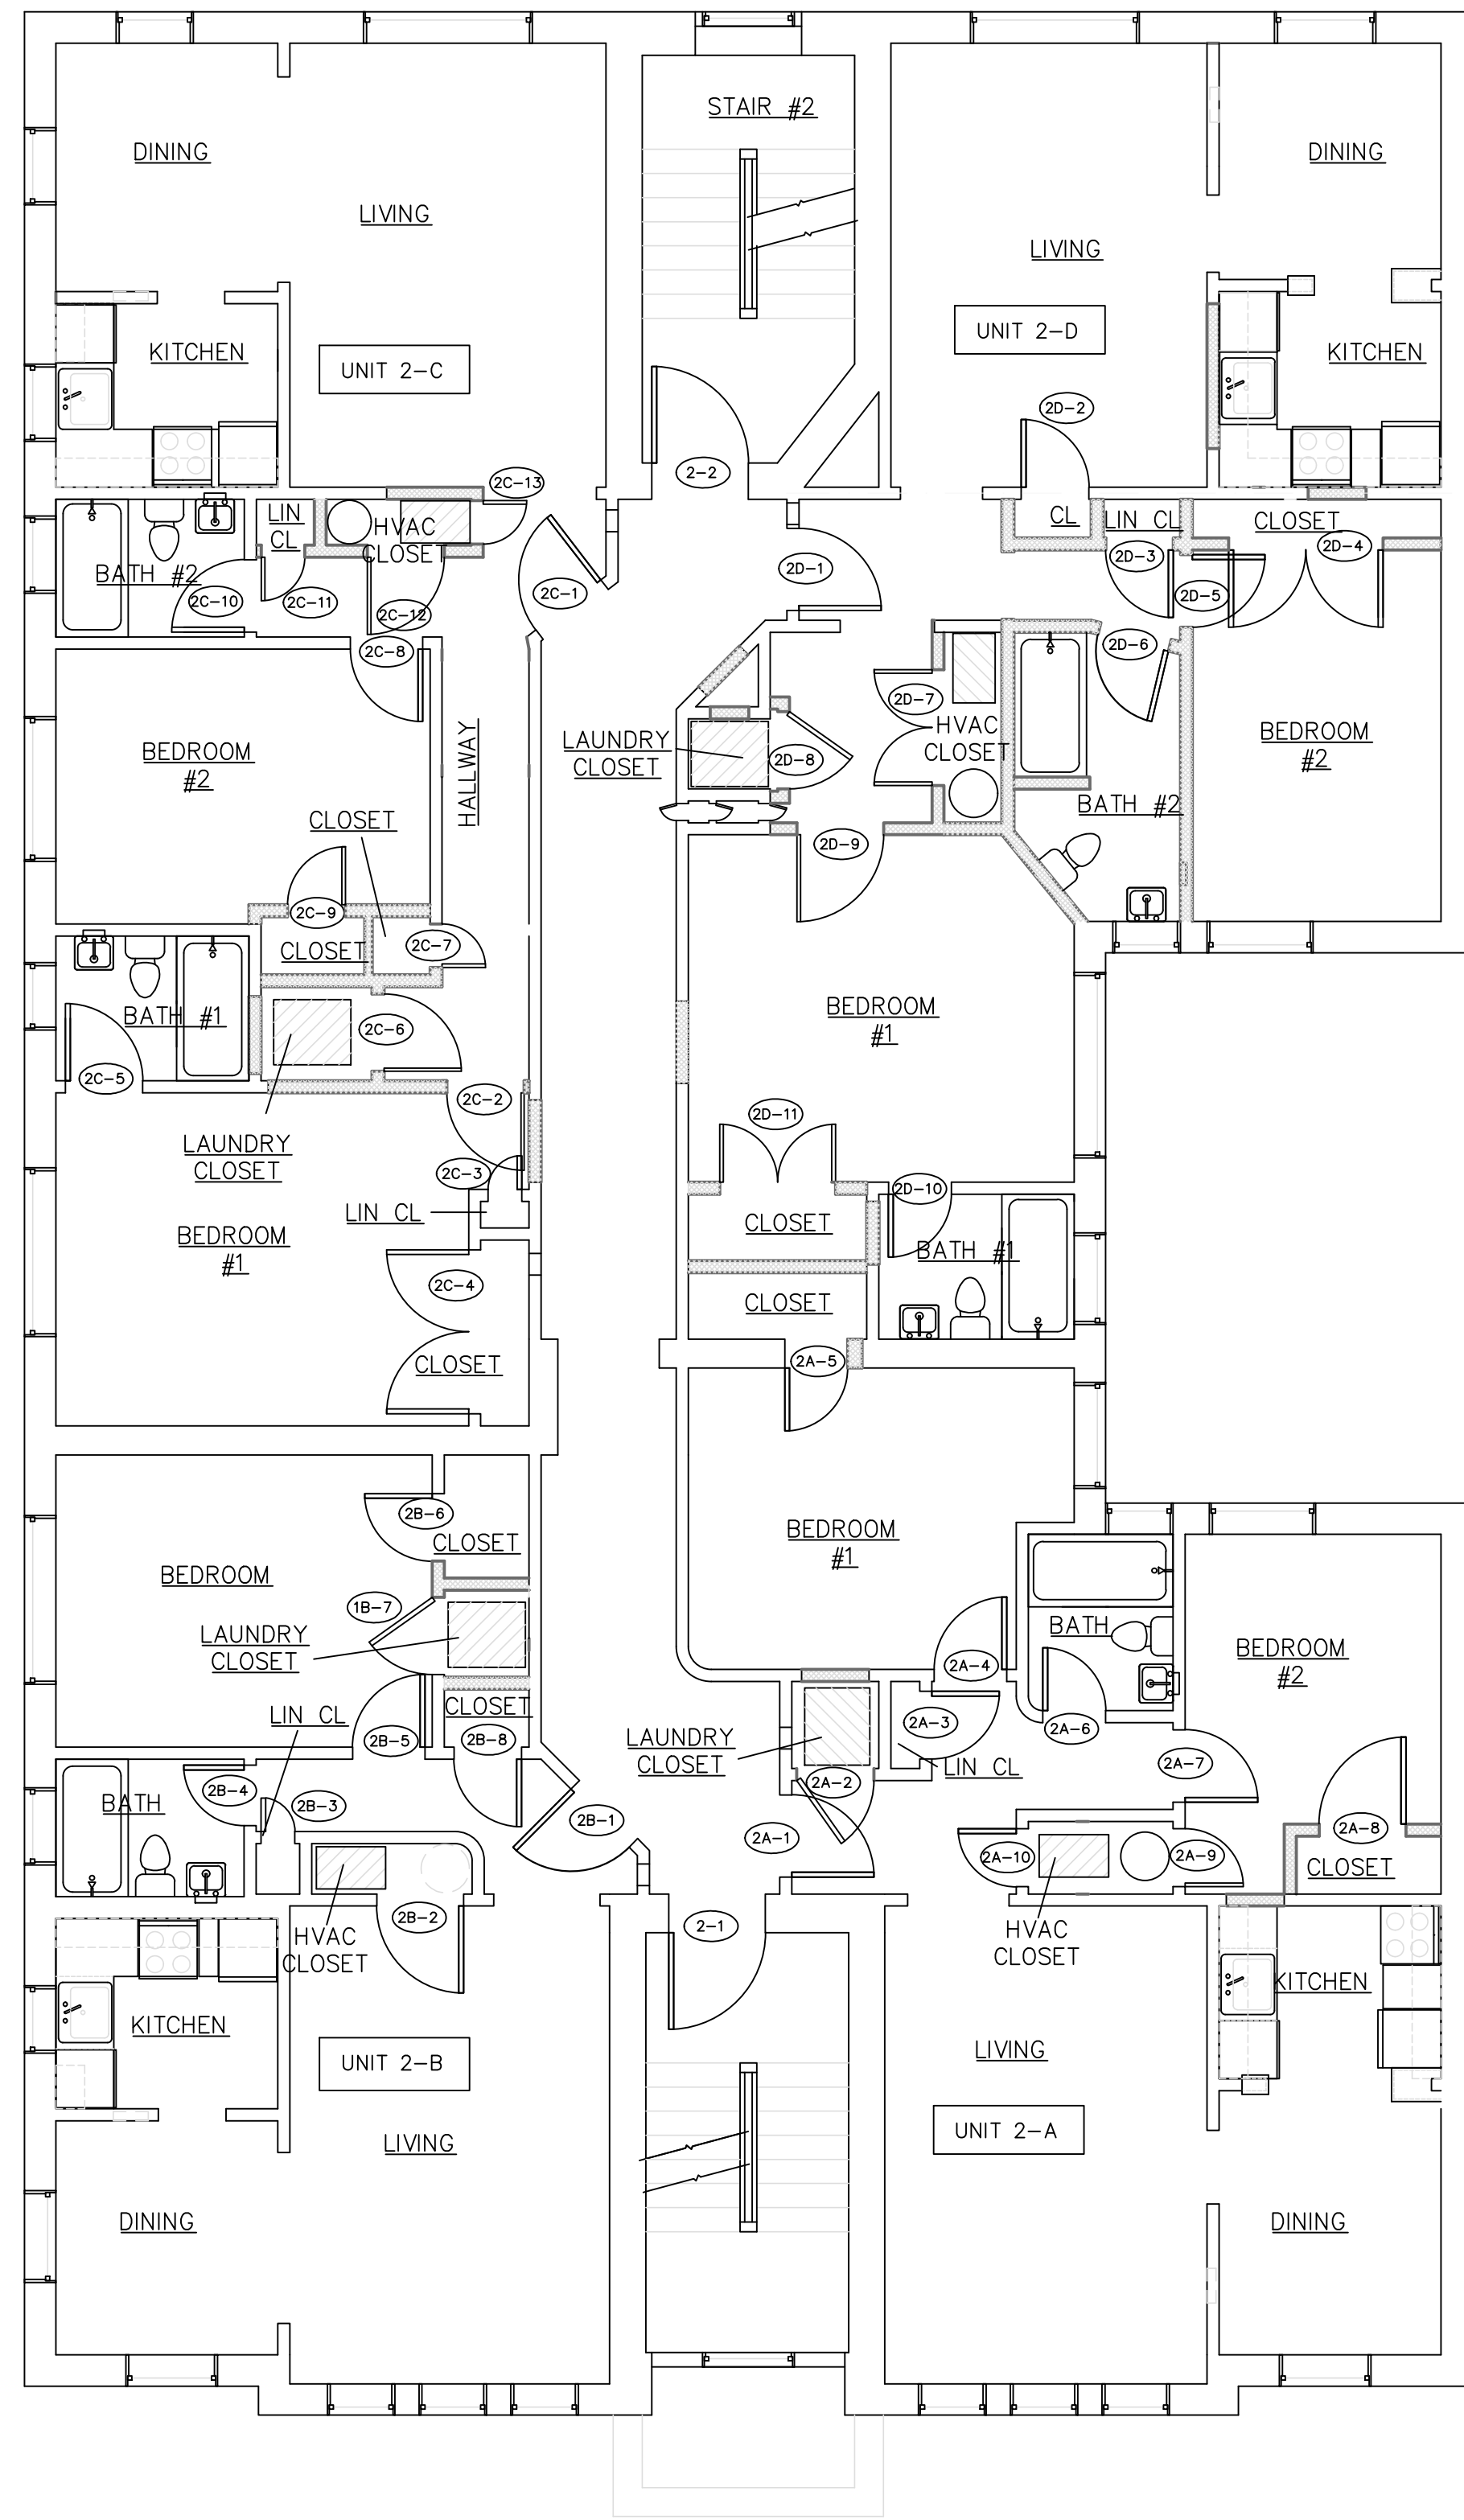 STAIR #2
DINING
LIVING
DINING
LIVING
KITCHEN
UNIT 2-C
UNIT 2-D
KITCHEN
2D-2
2-2
2C-13
LIN
CL
HVAC
CLOSET
CL
LIN CL
CLOSET
2D-4
2D-3
BATH #2
2C-10
2C-11
2C-12
2C-1
2D-1
2D-5
2C-8
2D-6
2D-7
HVAC
CLOSET
BEDROOM
#2
HALLWAY
LAUNDRY
CLOSET
2D-8
BEDROOM
#2
CLOSET
BATH #2
2D-9
2C-9
CLOSET
2C-7
BATH #1
2C-6
BEDROOM
#1
2C-5
2C-2
2D-11
LAUNDRY
CLOSET
2C-3
2D-10
LIN CL
CLOSET
BEDROOM
#1
BATH #1
2C-4
CLOSET
CLOSET
2A-5
2B-6
CLOSET
BEDROOM
#1
BEDROOM
1B-7
LAUNDRY
CLOSET
BATH
BEDROOM
#2
2A-4
CLOSET
LIN CL
2B-5
2B-8
LAUNDRY
CLOSET
2A-3
2A-6
2A-7
LIN CL
2A-2
2B-4
BATH
2B-3
2B-1
2A-1
2A-8
2A-10
2A-9
CLOSET
2B-2
2-1
HVAC
CLOSET
HVAC
CLOSET
KITCHEN
KITCHEN
LIVING
UNIT 2-B
UNIT 2-A
LIVING
DINING
DINING